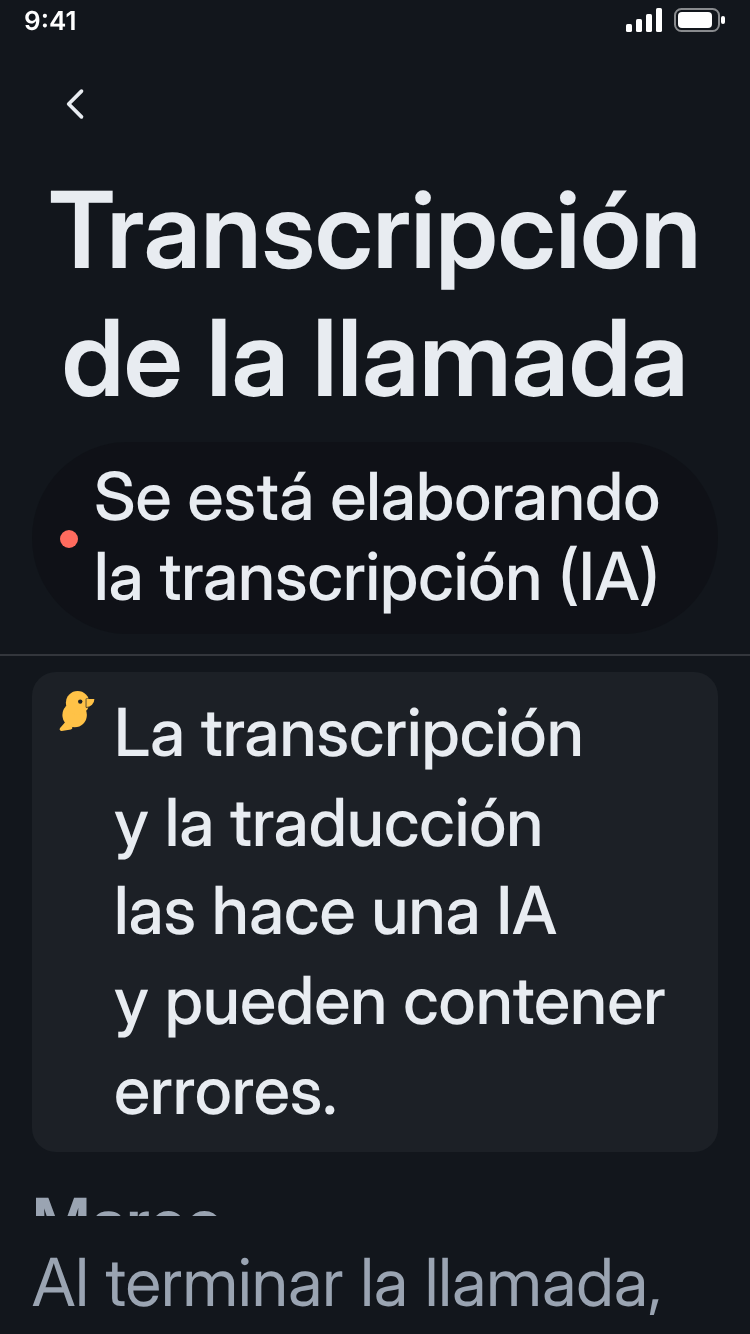 9:41
Transcripción
de la llamada
Se está elaborando
la transcripción (IA)
La transcripción
y la traducción
las hace una IA
y pueden contener
errores.
Al terminar la llamada,